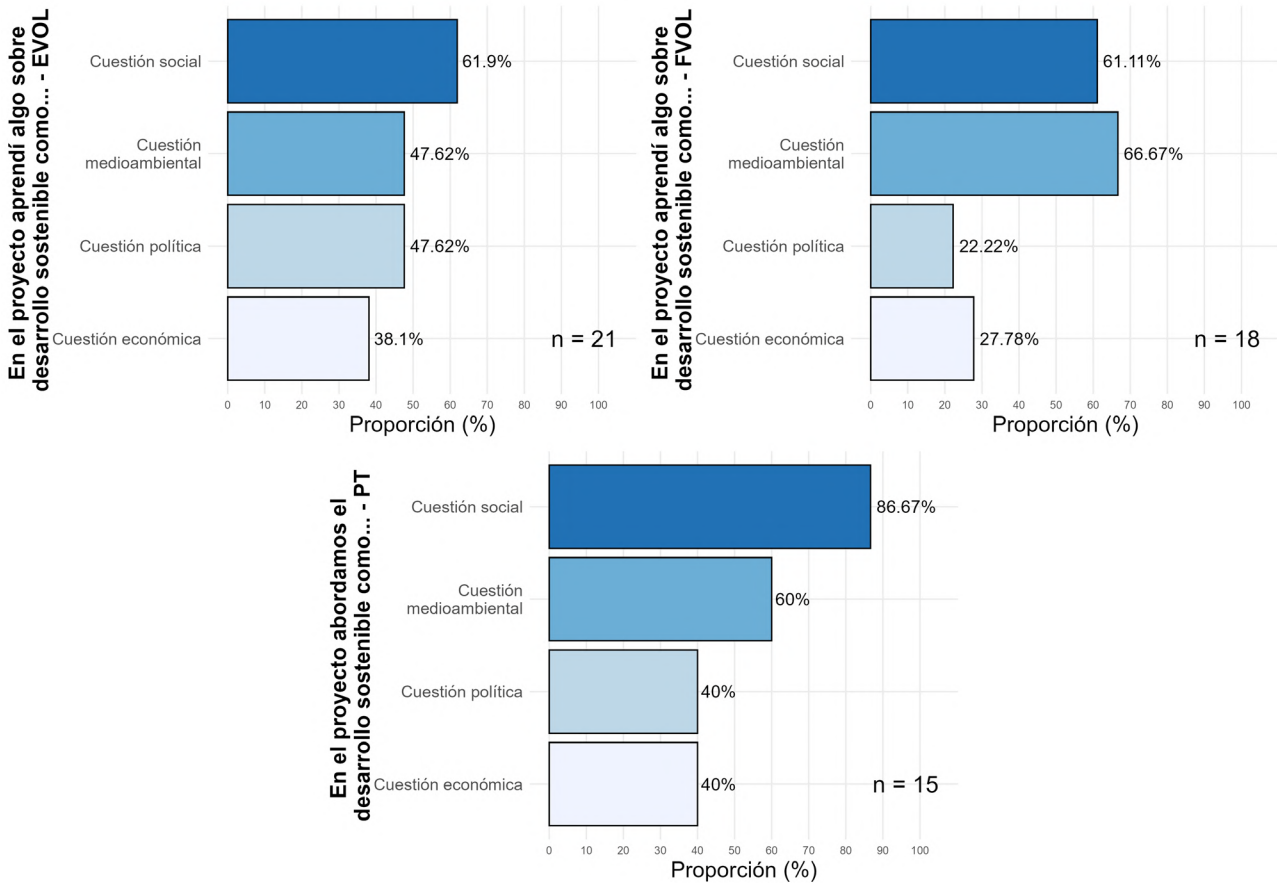 En el proyecto aprendí algo sobre
desarrollo sostenible como... - EVOL
Cuestión social
61.9%
Cuestión
medioambiental
47.62%
Cuestión política
47.62%
Cuestión económica
38.1%
n = 21
0 10 20 30 40 50 60 70 80 90 100
Proporción (%)
En el proyecto aprendí algo sobre
desarrollo sostenible como... - FVOL
Cuestión social
61.11%
Cuestión
medioambiental
66.67%
Cuestión política
22.22%
Cuestión económica
27.78%
n = 18
0 10 20 30 40 50 60 70 80 90 100
Proporción (%)
En el proyecto abordamos el
desarrollo sostenible como... - PT
Cuestión social
86.67%
Cuestión
medioambiental
60%
Cuestión política
40%
Cuestión económica
40%
n = 15
0 10 20 30 40 50 60 70 80 90 100
Proporción (%)